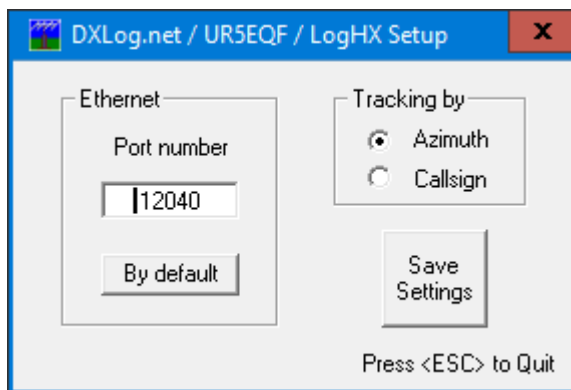 DXLog.net / UR5EQF / LogHX Setup
x
Ethernet
Port number
12040
By default
Tracking by
Azimuth
Callsign
Save
Settings
Press <ESC> to Quit